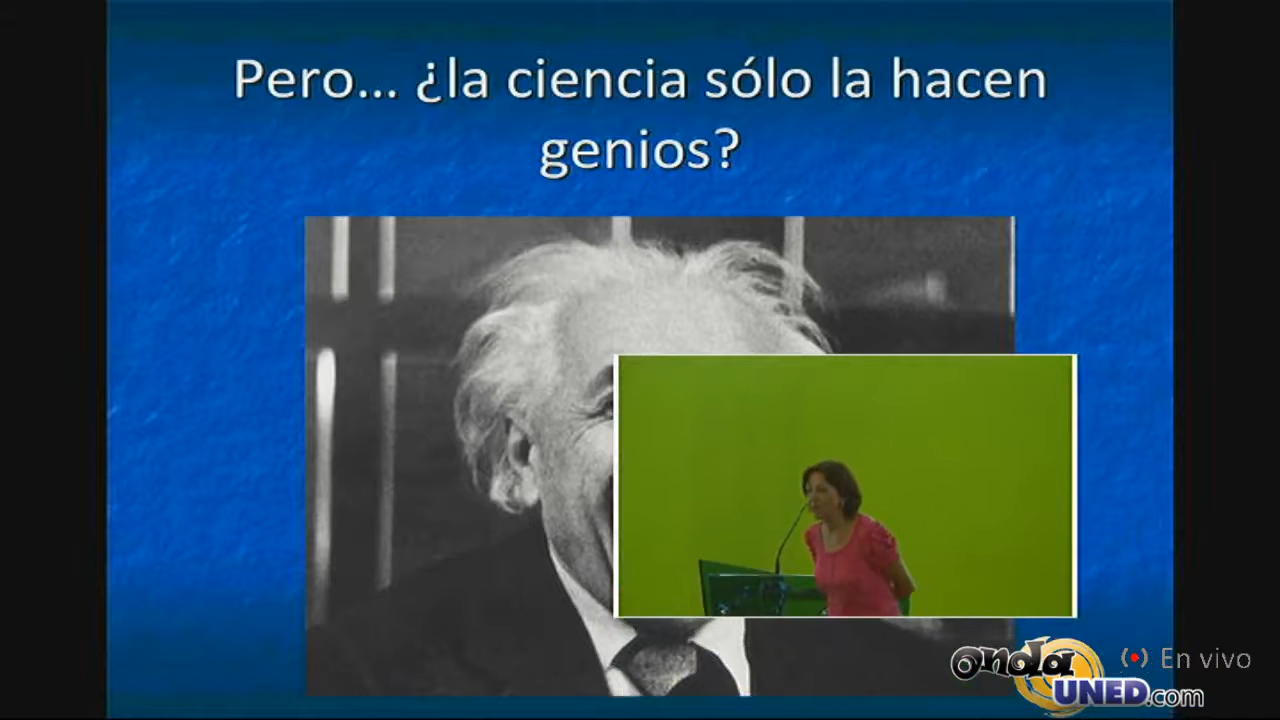 Pero... ¿la ciencia sólo la hacen
genios?
onda
UNED.com
En vivo